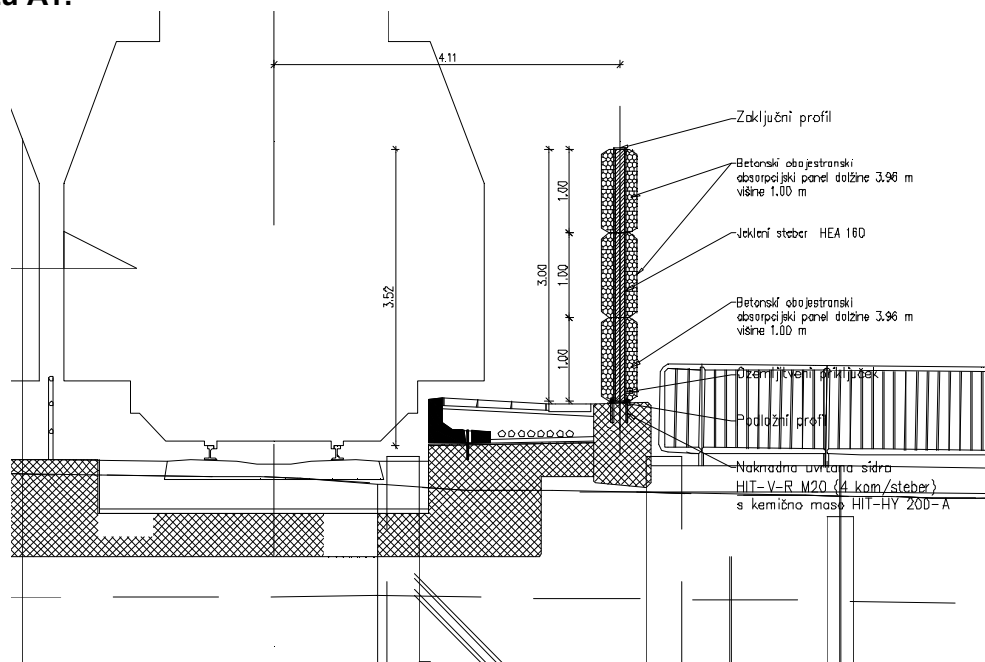 A1.
4.11
Zaključni profil
Betonski obojestranski
absorpcijski panel dolžine 3.96 m
višine 1.00 m
1.00
Jekleni steber HEA 160
3.52
3.00
1.00
Betonski obojestranski
absorpcijski panel dolžine 3.96 m
višine 1.00 m
1.00
Ozemljitveni priključek
Podložni profil
Naknadno uvrtana sidra
HIT-V-R M20 (4 kom/steber)
s kemično maso HIT-HY 200-A